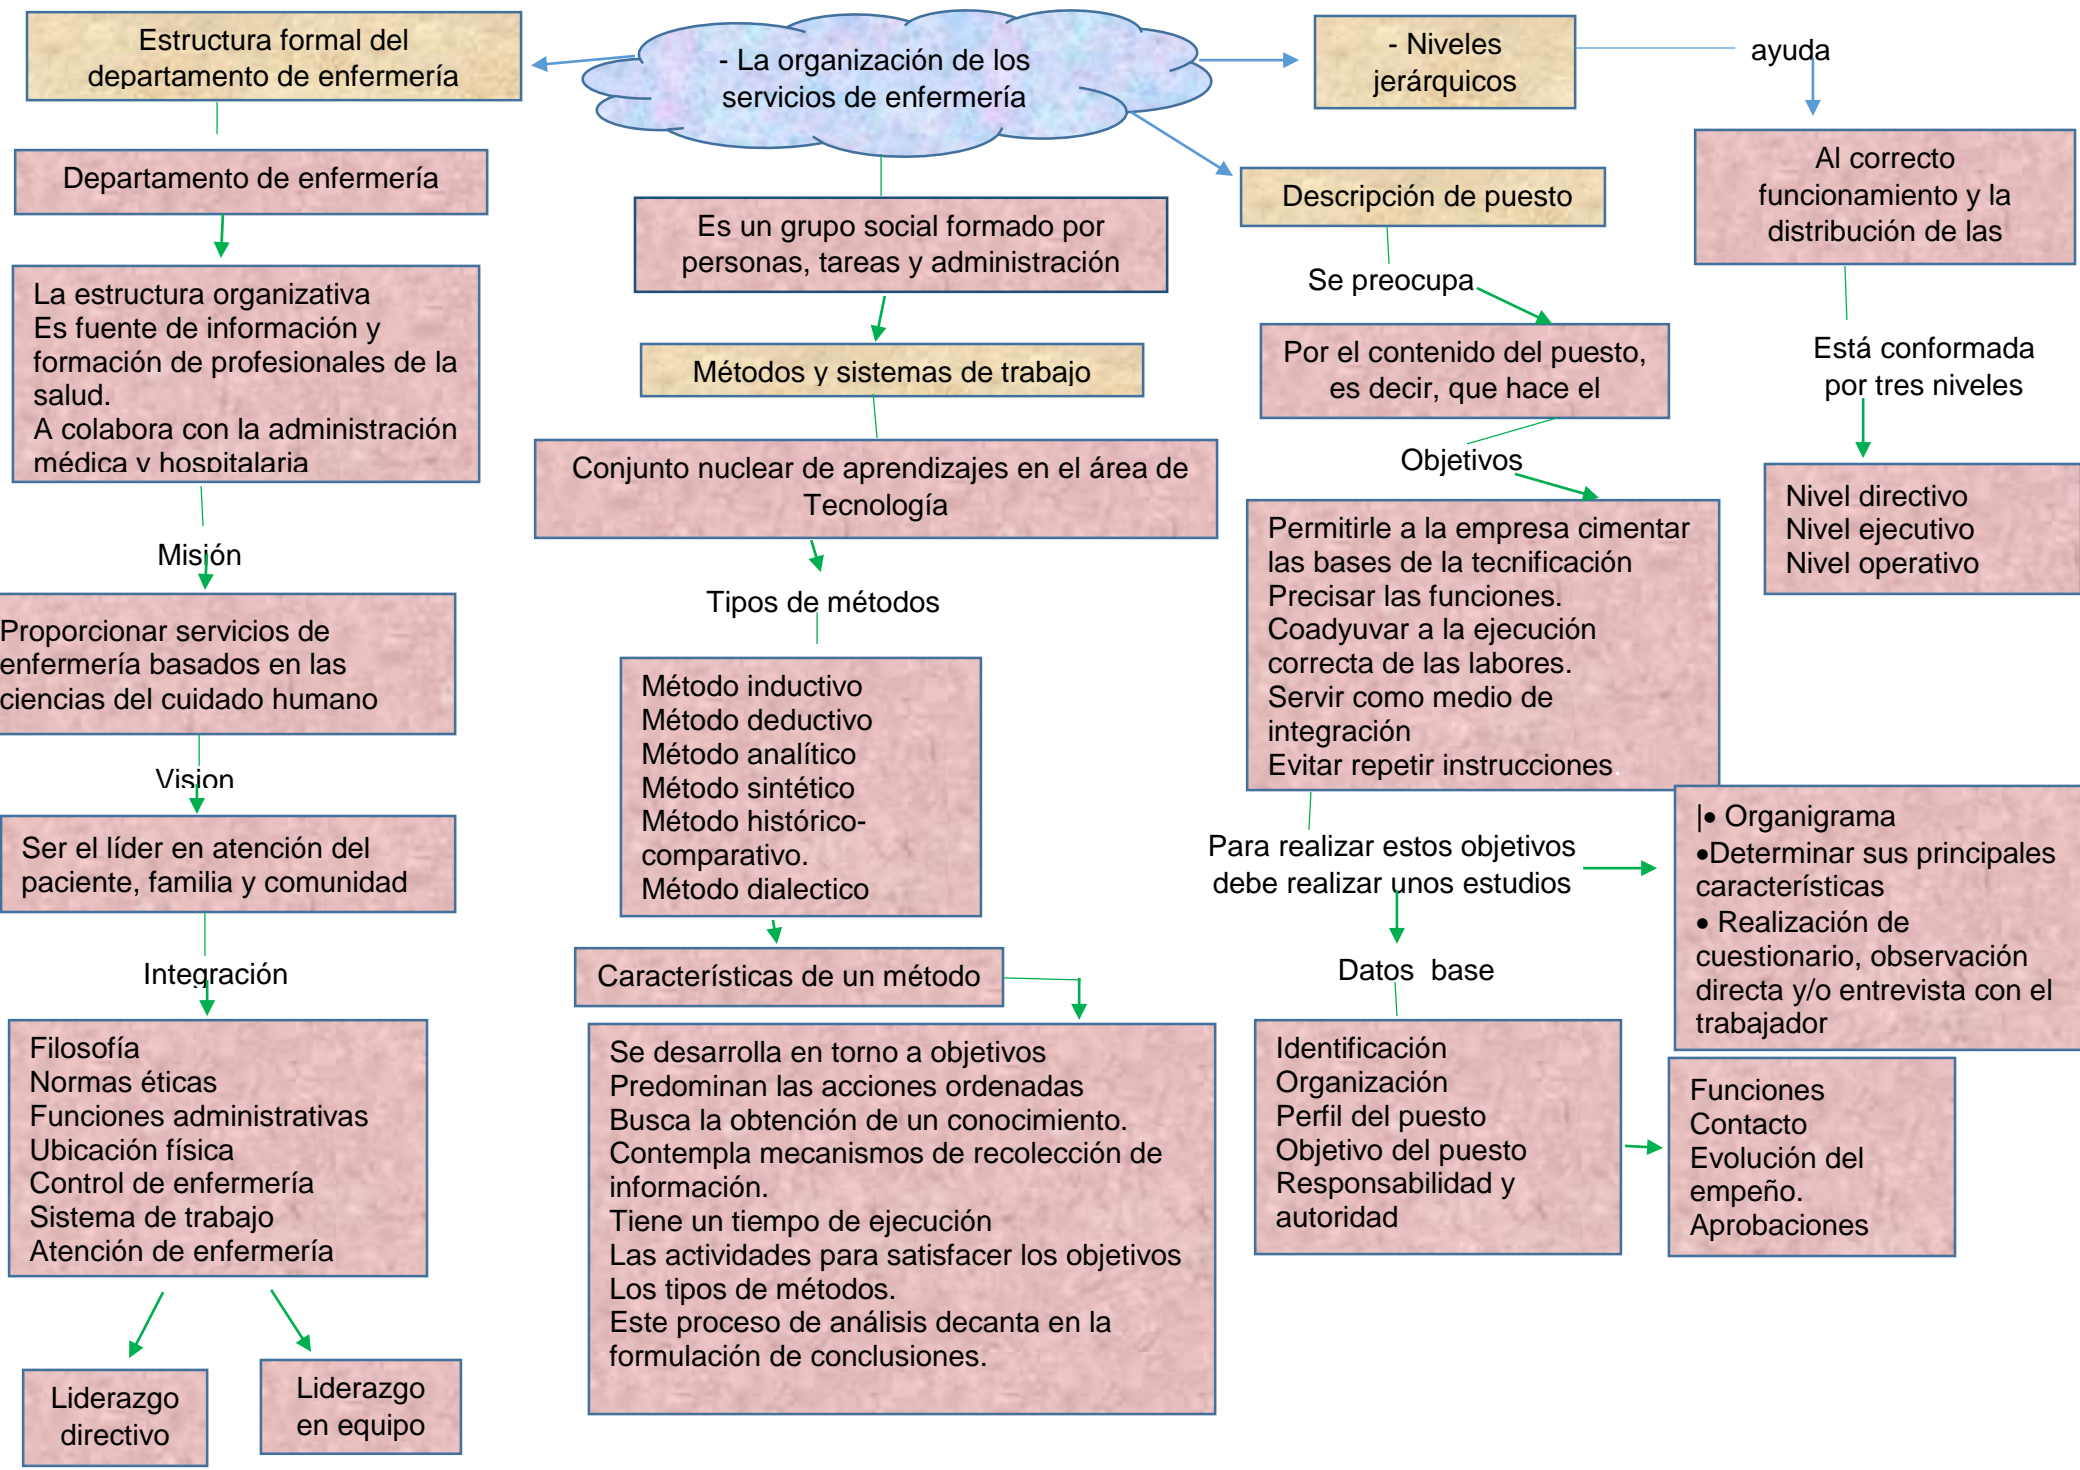 Estructura formal del
departamento de enfermería
Departamento de enfermería
La estructura organizativa
Es fuente de información y
formación de profesionales de la
salud.
A colabora con la administración
médica y hospitalaria
Misión
Proporcionar servicios de
enfermería basados en las
ciencias del cuidado humano
Vision
Ser el líder en atención del
paciente, familia y comunidad
Integración
Filosofía
Normas éticas
Funciones administrativas
Ubicación física
Control de enfermería
Sistema de trabajo
Atención de enfermería
Liderazgo
directivo
Liderazgo
en equipo
- La organización de los
servicios de enfermería
Es un grupo social formado por
personas, tareas y administración
Métodos y sistemas de trabajo
Conjunto nuclear de aprendizajes en el área de
Tecnología
Tipos de métodos
Método inductivo
Método deductivo
Método analítico
Método sintético
Método histórico-
comparativo.
Método dialectico
Características de un método
Se desarrolla en torno a objetivos
Predominan las acciones ordenadas
Busca la obtención de un conocimiento.
Contempla mecanismos de recolección de
información.
Tiene un tiempo de ejecución
Las actividades para satisfacer los objetivos
Los tipos de métodos.
Este proceso de análisis decanta en la
formulación de conclusiones.
Descripción de puesto
Se preocupa
Por el contenido del puesto,
es decir, que hace el
Objetivos
Permitirle a la empresa cimentar
las bases de la tecnificación
Precisar las funciones.
Coadyuvar a la ejecución
correcta de las labores.
Servir como medio de
integración
Evitar repetir instrucciones.
Para realizar estos objetivos
debe realizar unos estudios
|• Organigrama
•Determinar sus principales
características
• Realización de
cuestionario, observación
directa y/o entrevista con el
trabajador
Datos base
Identificación
Organización
Perfil del puesto
Objetivo del puesto
Responsabilidad y
autoridad
Funciones
Contacto
Evolución del
empeño.
Aprobaciones
- Niveles
jerárquicos
ayuda
Al correcto
funcionamiento y la
distribución de las
Está conformada
por tres niveles
Nivel directivo
Nivel ejecutivo
Nivel operativo